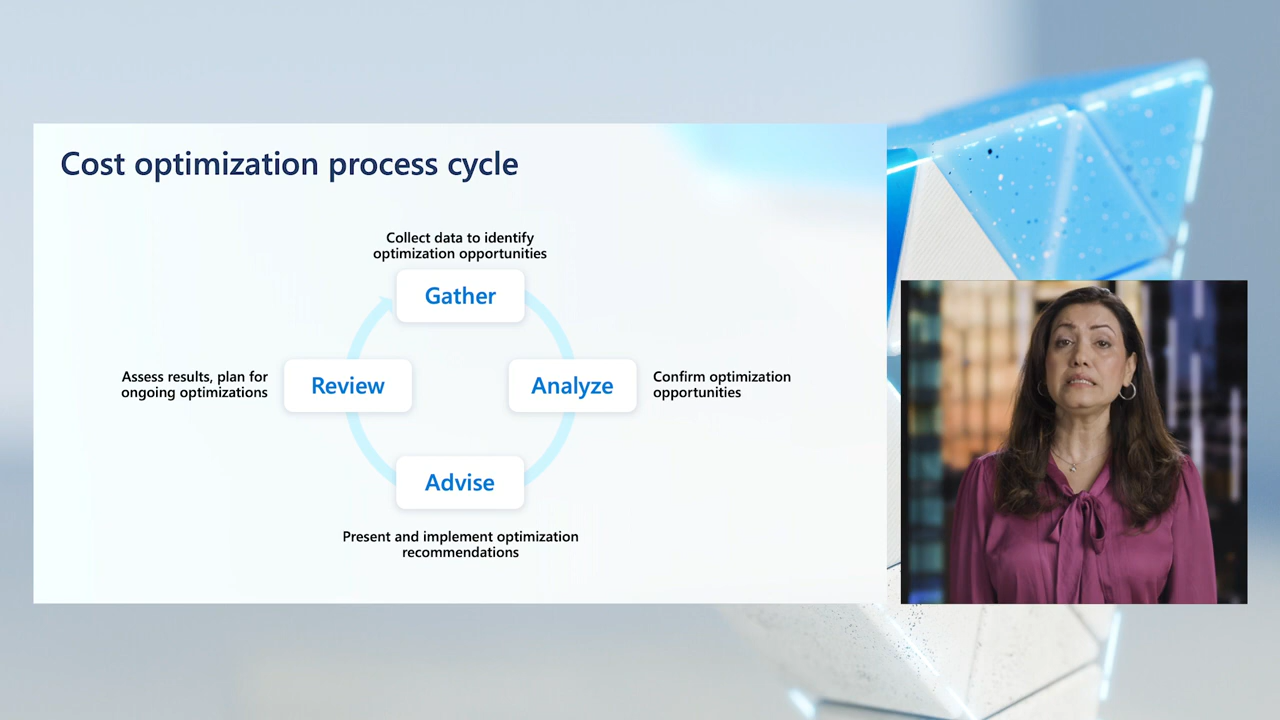 Cost optimization process cycle
Collect data to identify
optimization opportunities
Gather
Assess results, plan for
ongoing optimizations
Review
Analyze
Confirm optimization
opportunities
Advise
Present and implement optimization
recommendations